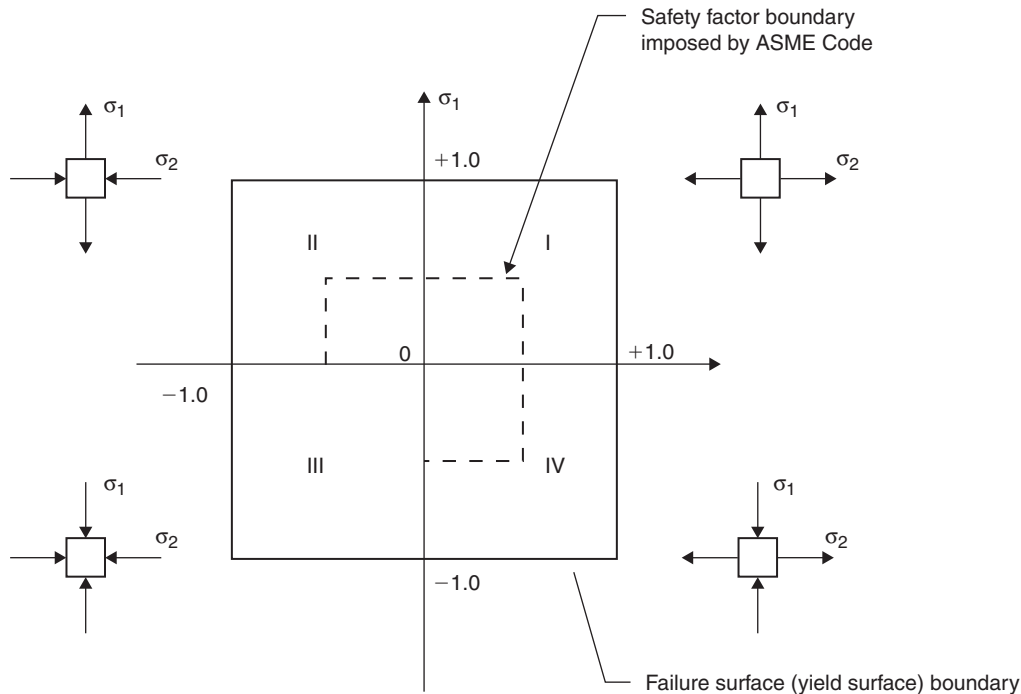 Safety factor boundary
imposed by ASME Code
σ1
σ1
σ1
σ2
+1.0
σ2
II
I
0
+1.0
−1.0
III
IV
σ1
σ1
σ2
σ2
−1.0
Failure surface (yield surface) boundary